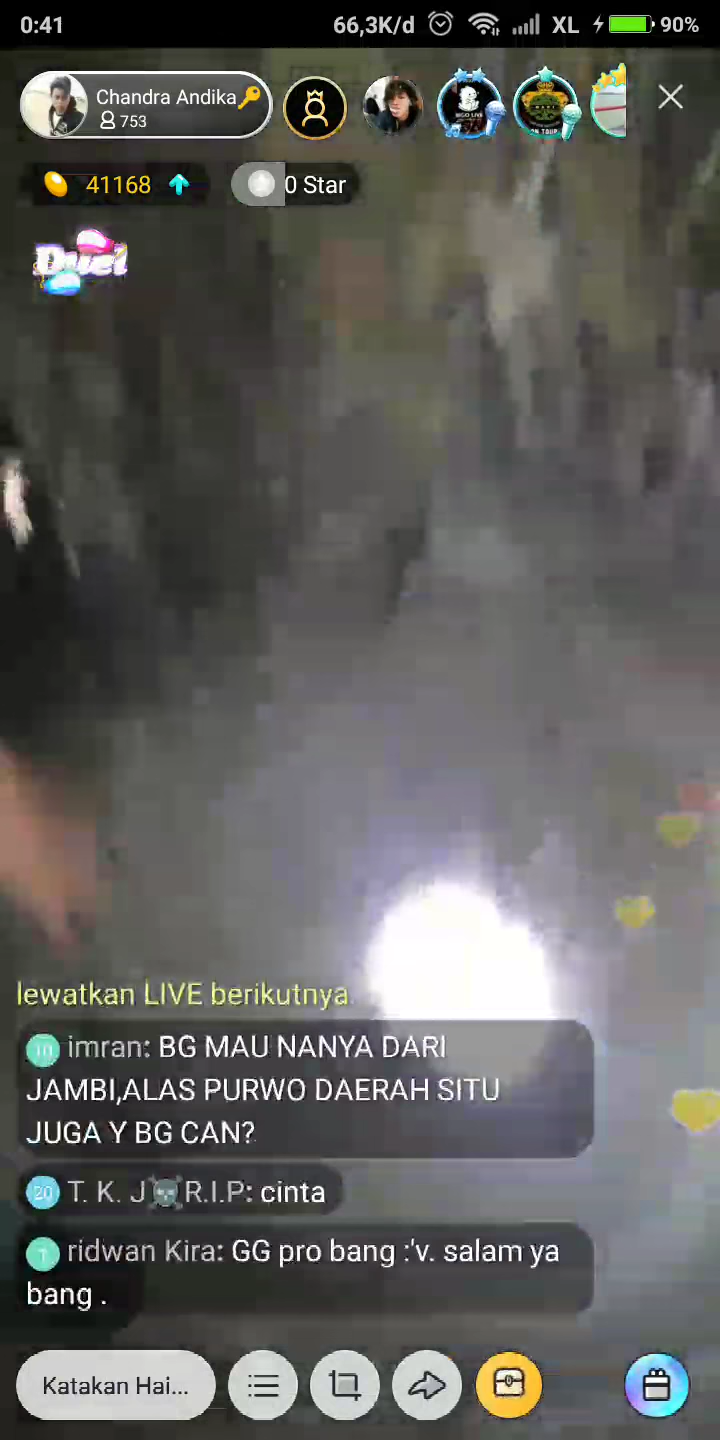 0:41 66,3K/d XL 90%
Chandra Andika
753
41168 0 Star
Duel
lewatkan LIVE berikutnya.
10 imran: BG MAU NANYA DARI
JAMBI,ALAS PURWO DAERAH SITU
JUGA Y BG CAN?
20 T. K. J☠️R.I.P: cinta
ridwan Kira: GG pro bang :'v. salam ya
bang .
Katakan Hai...